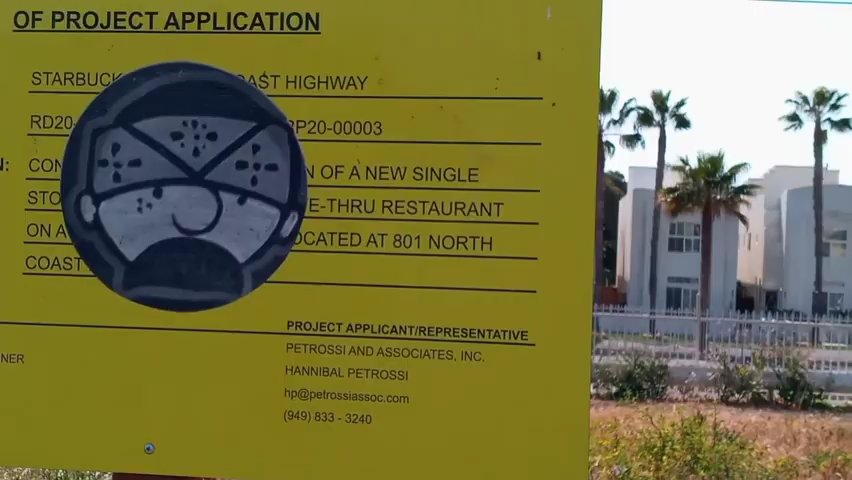 OF PROJECT APPLICATION
STARBUCK AST HIGHWAY
RD20- P20-00003
N: CON N OF A NEW SINGLE
STO E-THRU RESTAURANT
ON A OCATED AT 801 NORTH
COAST
PROJECT APPLICANT/REPRESENTATIVE
PETROSSI AND ASSOCIATES, INC.
NER
HANNIBAL PETROSSI
hp@petrossiassoc.com
(949) 833 - 3240